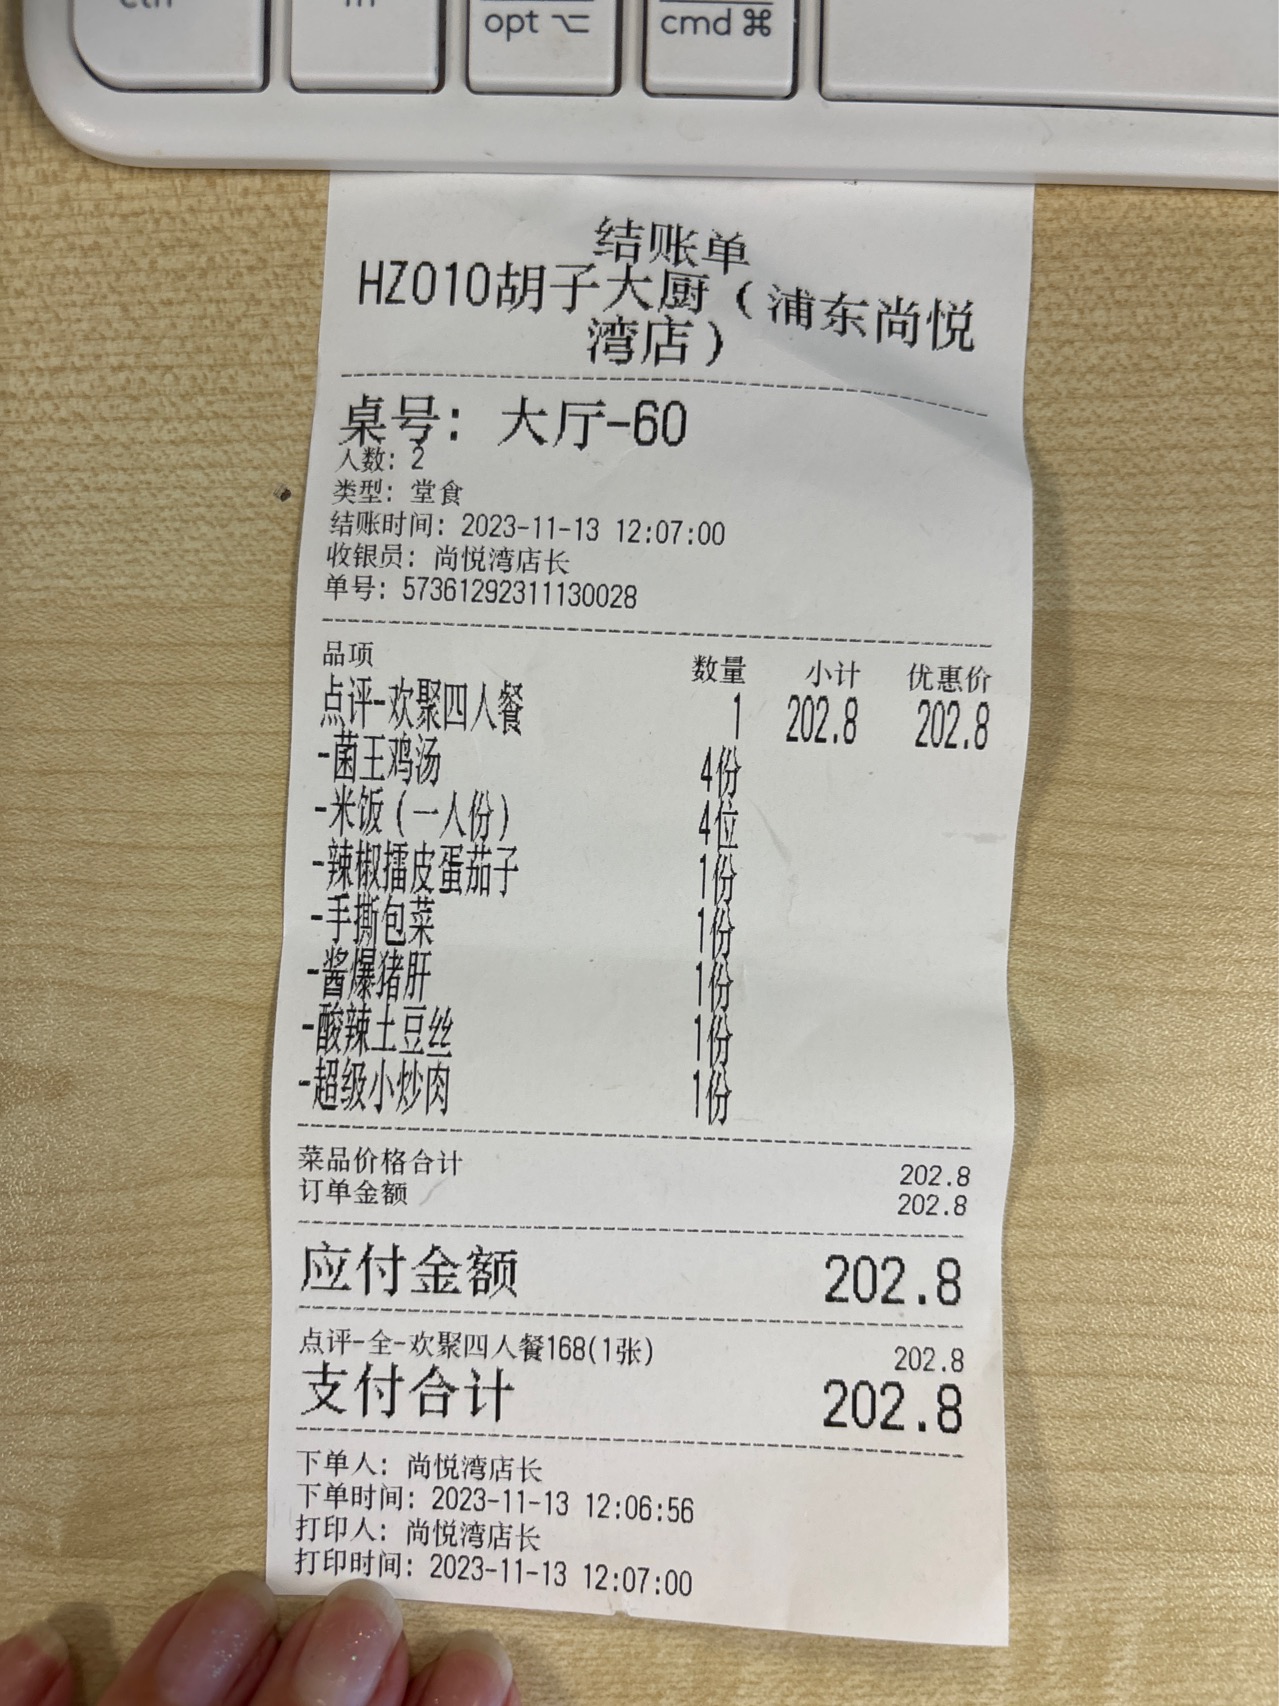 opt ⌥
cmd ⌘
结账单
HZ010胡子大厨（浦东尚悦
湾店）
桌号：大厅-60
人数：2
类型：堂食
结账时间：2023-11-13 12:07:00
收银员：尚悦湾店长
单号：57361292311130028
品项 数量 小计 优惠价
点评-欢聚四人餐 1 202.8 202.8
-菌王鸡汤 4份
-米饭（一人份） 4位
-辣椒擂皮蛋茄子 1份
-手撕包菜 1份
-酱爆猪肝 1份
-酸辣土豆丝 1份
-超级小炒肉 1份
菜品价格合计 202.8
订单金额 202.8
应付金额 202.8
点评-全-欢聚四人餐168(1张) 202.8
支付合计 202.8
下单人：尚悦湾店长
下单时间：2023-11-13 12:06:56
打印人：尚悦湾店长
打印时间：2023-11-13 12:07:00